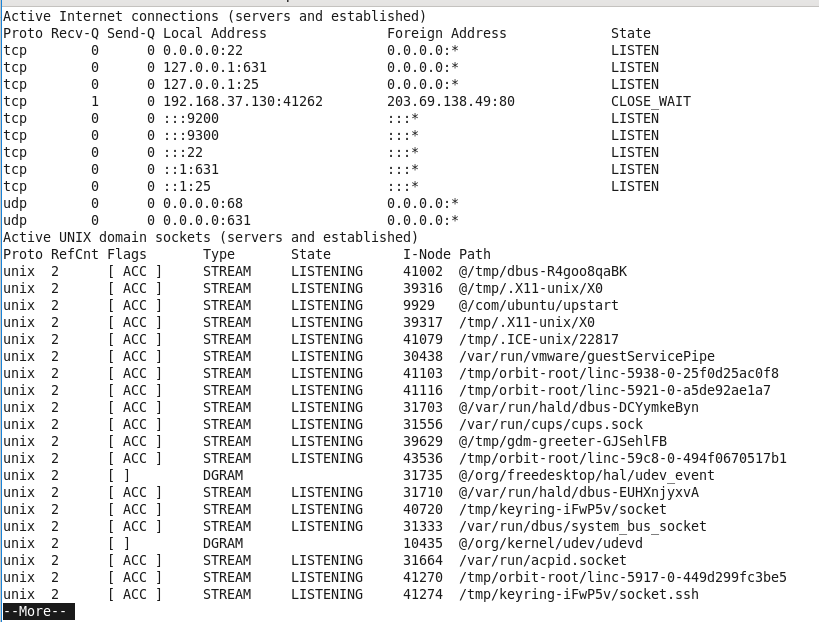 Active Internet connections (servers and established)
Proto Recv-Q Send-Q Local Address               Foreign Address             State
tcp        0      0 0.0.0.0:22                  0.0.0.0:*                   LISTEN
tcp        0      0 127.0.0.1:631               0.0.0.0:*                   LISTEN
tcp        0      0 127.0.0.1:25                0.0.0.0:*                   LISTEN
tcp        1      0 192.168.37.130:41262        203.69.138.49:80            CLOSE_WAIT
tcp        0      0 :::9200                     :::*                        LISTEN
tcp        0      0 :::9300                     :::*                        LISTEN
tcp        0      0 :::22                       :::*                        LISTEN
tcp        0      0 ::1:631                     :::*                        LISTEN
tcp        0      0 ::1:25                      :::*                        LISTEN
udp        0      0 0.0.0.0:68                  0.0.0.0:*
udp        0      0 0.0.0.0:631                 0.0.0.0:*
Active UNIX domain sockets (servers and established)
Proto RefCnt Flags       Type       State         I-Node Path
unix  2      [ ACC ]     STREAM     LISTENING     41002  @/tmp/dbus-R4goo8qaBK
unix  2      [ ACC ]     STREAM     LISTENING     39316  @/tmp/.X11-unix/X0
unix  2      [ ACC ]     STREAM     LISTENING     9929   @/com/ubuntu/upstart
unix  2      [ ACC ]     STREAM     LISTENING     39317  /tmp/.X11-unix/X0
unix  2      [ ACC ]     STREAM     LISTENING     41079  /tmp/.ICE-unix/22817
unix  2      [ ACC ]     STREAM     LISTENING     30438  /var/run/vmware/guestServicePipe
unix  2      [ ACC ]     STREAM     LISTENING     41103  /tmp/orbit-root/linc-5938-0-25f0d25ac0f8
unix  2      [ ACC ]     STREAM     LISTENING     41116  /tmp/orbit-root/linc-5921-0-a5de92ae1a7
unix  2      [ ACC ]     STREAM     LISTENING     31703  @/var/run/hald/dbus-DCYymkeByn
unix  2      [ ACC ]     STREAM     LISTENING     31556  /var/run/cups/cups.sock
unix  2      [ ACC ]     STREAM     LISTENING     39629  @/tmp/gdm-greeter-GJSehlFB
unix  2      [ ACC ]     STREAM     LISTENING     43536  /tmp/orbit-root/linc-59c8-0-494f0670517b1
unix  2      [ ]         DGRAM                    31735  @/org/freedesktop/hal/udev_event
unix  2      [ ACC ]     STREAM     LISTENING     31710  @/var/run/hald/dbus-EUHXnjyxvA
unix  2      [ ACC ]     STREAM     LISTENING     40720  /tmp/keyring-iFwP5v/socket
unix  2      [ ACC ]     STREAM     LISTENING     31333  /var/run/dbus/system_bus_socket
unix  2      [ ]         DGRAM                    10435  @/org/kernel/udev/udevd
unix  2      [ ACC ]     STREAM     LISTENING     31664  /var/run/acpid.socket
unix  2      [ ACC ]     STREAM     LISTENING     41270  /tmp/orbit-root/linc-5917-0-449d299fc3be5
unix  2      [ ACC ]     STREAM     LISTENING     41274  /tmp/keyring-iFwP5v/socket.ssh
--More--